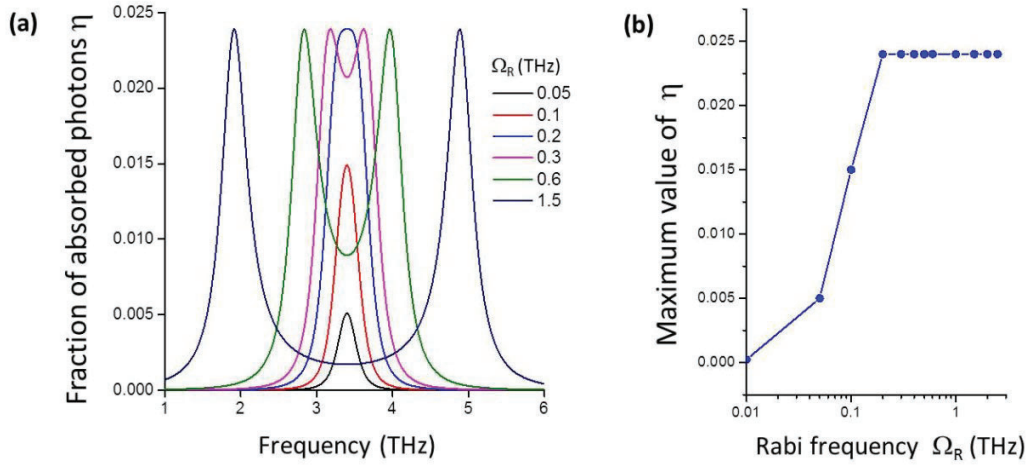 (a)
Fraction of absorbed photons η
0.025
0.020
0.015
0.010
0.005
0.000
1 2 3 4 5 6
Frequency (THz)
Ω_R (THz)
0.05
0.1
0.2
0.3
0.6
1.5
(b)
Maximum value of η
0.025
0.020
0.015
0.010
0.005
0.000
0.01 0.1 1
Rabi frequency Ω_R (THz)